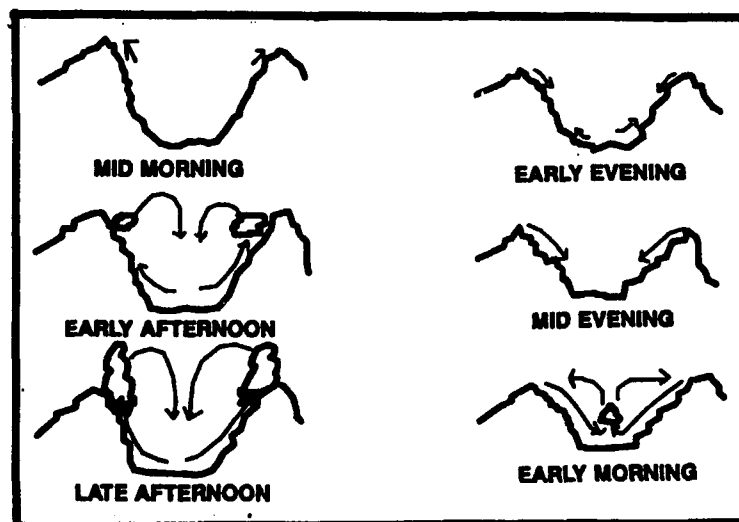 MID MORNING
EARLY AFTERNOON
LATE AFTERNOON
EARLY EVENING
MID EVENING
EARLY MORNING